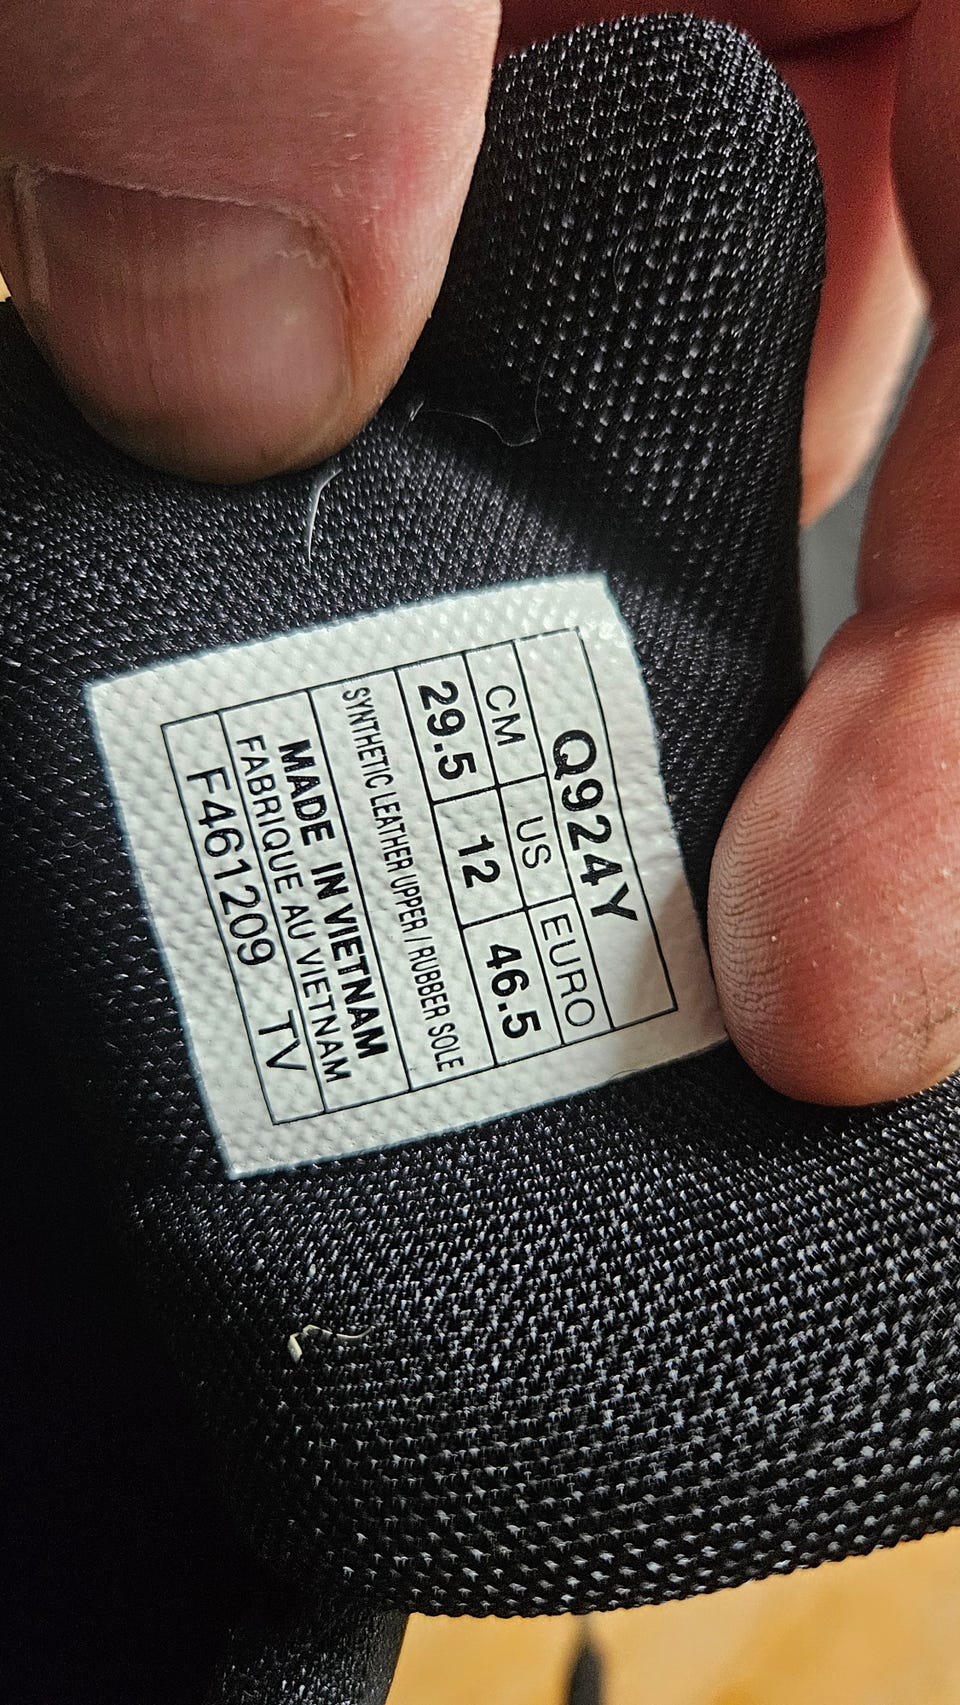 Q924Y
CM US EURO
29.5 12 46.5
SYNTHETIC LEATHER UPPER / RUBBER SOLE
MADE IN VIETNAM
FABRIQUE AU VIETNAM
F461209 TV